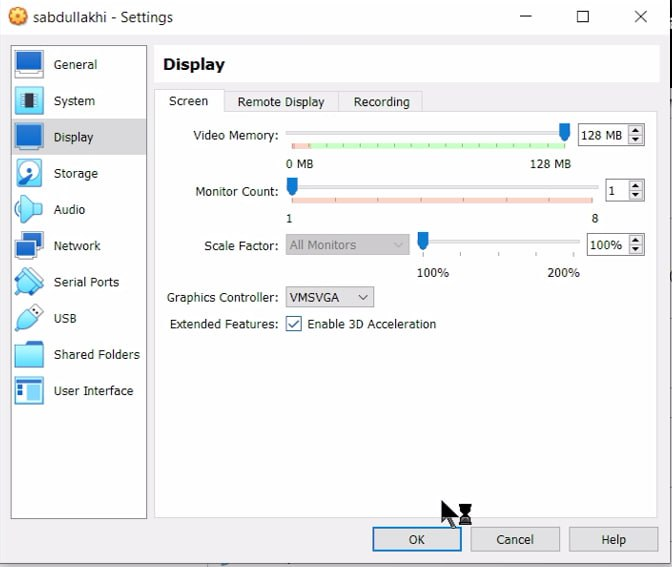 sabdullakhi - Settings
General
System
Display
Storage
Audio
Network
Serial Ports
USB
Shared Folders
User Interface
Display
Screen Remote Display Recording
Video Memory: 128 MB
0 MB 128 MB
Monitor Count: 1
1 8
Scale Factor: All Monitors 100%
100% 200%
Graphics Controller: VMSVGA
Extended Features: Enable 3D Acceleration
OK Cancel Help